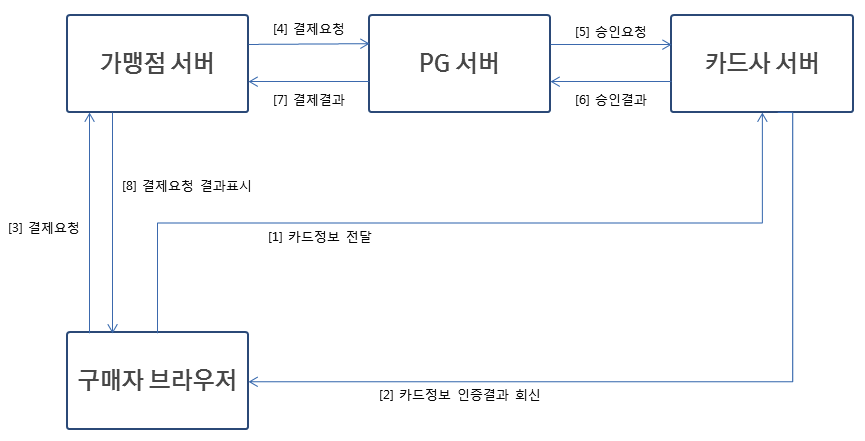 [4] 결제요청
[5] 승인요청
가맹점 서버
PG 서버
카드사 서버
[7] 결제결과
[6] 승인결과
[8] 결제요청 결과표시
[3] 결제요청
[1] 카드정보 전달
구매자 브라우저
[2] 카드정보 인증결과 회신